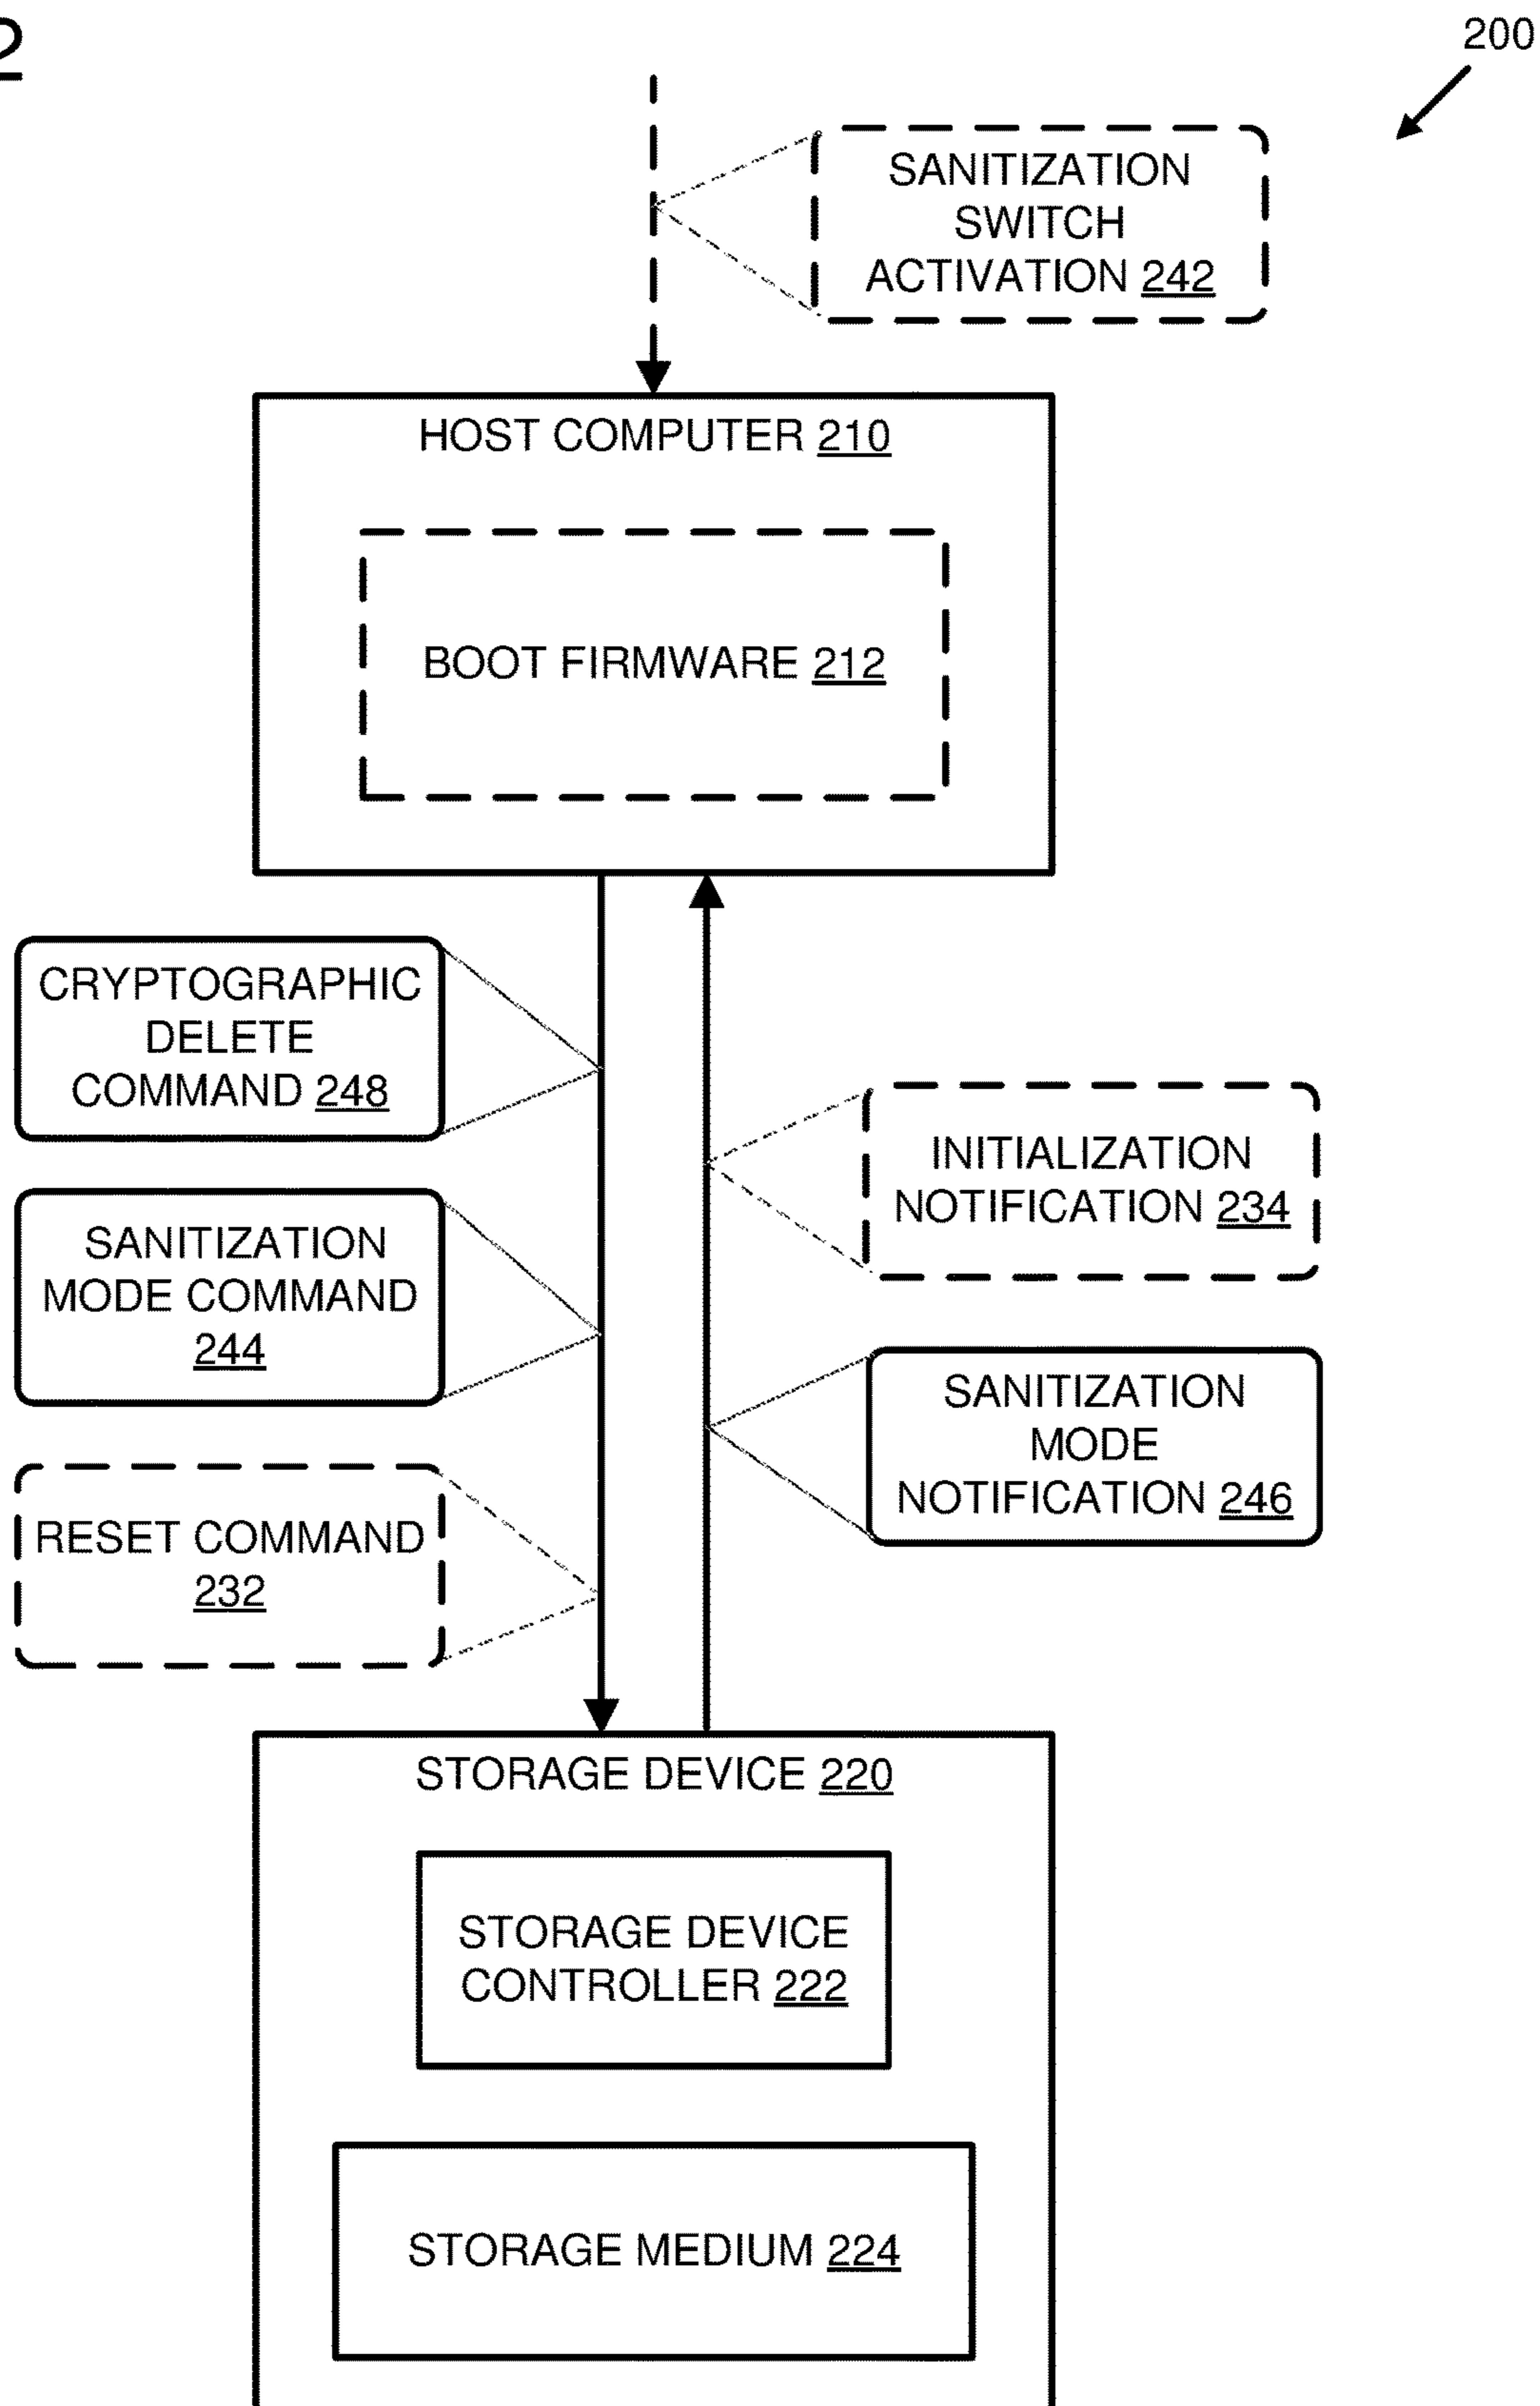 2
200
SANITIZATION
SWITCH
ACTIVATION 242
HOST COMPUTER 210
BOOT FIRMWARE 212
CRYPTOGRAPHIC
DELETE
COMMAND 248
INITIALIZATION
NOTIFICATION 234
SANITIZATION
MODE COMMAND
244
SANITIZATION
MODE
NOTIFICATION 246
RESET COMMAND
232
STORAGE DEVICE 220
STORAGE DEVICE
CONTROLLER 222
STORAGE MEDIUM 224